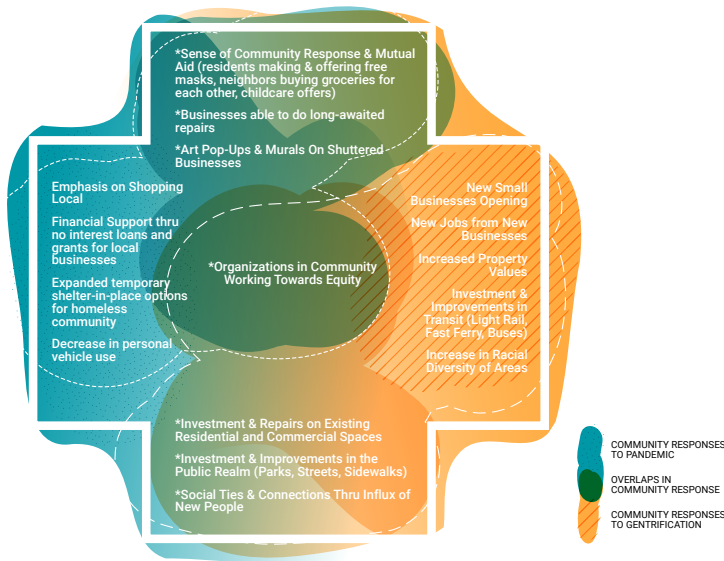 *Sense of Community Response & Mutual
Aid (residents making & offering free
masks, neighbors buying groceries for
each other, childcare offers)
*Businesses able to do long-awaited
repairs
*Art Pop-Ups & Murals On Shuttered
Businesses
Emphasis on Shopping
Local
Financial Support thru
no interest loans and
grants for local
businesses
Expanded temporary
shelter-in-place options
for homeless
community
Decrease in personal
vehicle use
*Organizations in Community
Working Towards Equity
New Small
Businesses Opening
New Jobs from New
Businesses
Increased Property
Values
Investment &
Improvements in
Transit (Light Rail,
Fast Ferry, Buses)
Increase in Racial
Diversity of Areas
*Investment & Repairs on Existing
Residential and Commercial Spaces
*Investment & Improvements in the
Public Realm (Parks, Streets, Sidewalks)
*Social Ties & Connections Thru Influx of
New People
COMMUNITY RESPONSES
TO PANDEMIC
OVERLAPS IN
COMMUNITY RESPONSE
COMMUNITY RESPONSES
TO GENTRIFICATION